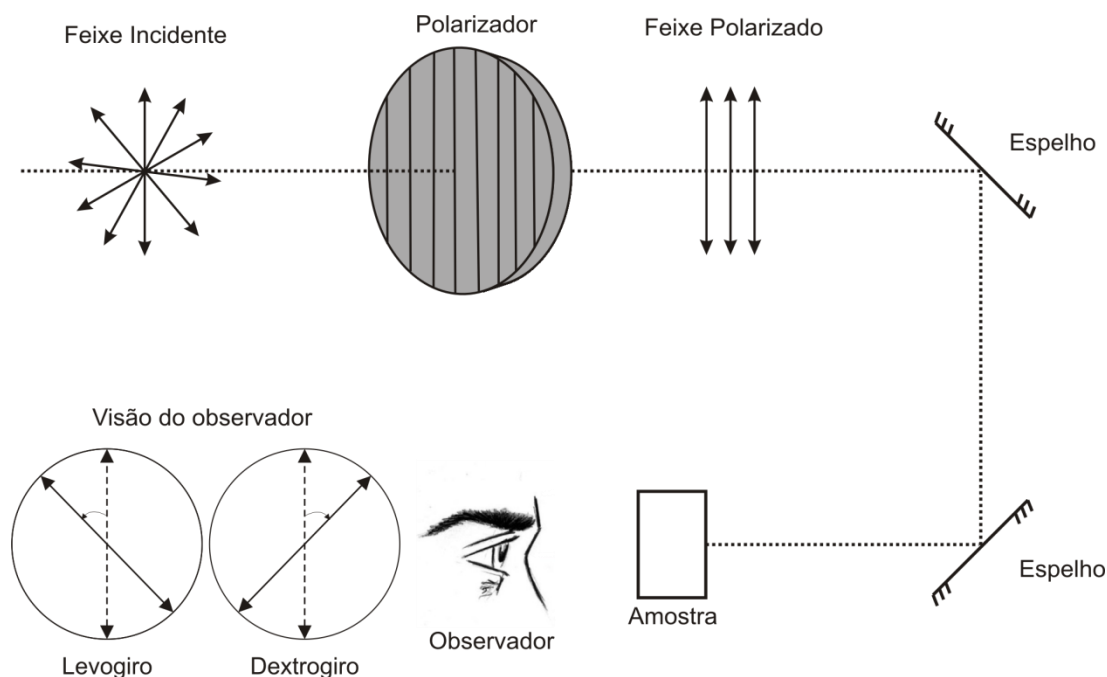 Feixe Incidente
Polarizador
Feixe Polarizado
Espelho
Visão do observador
Levogiro
Dextrogiro
Observador
Amostra
Espelho